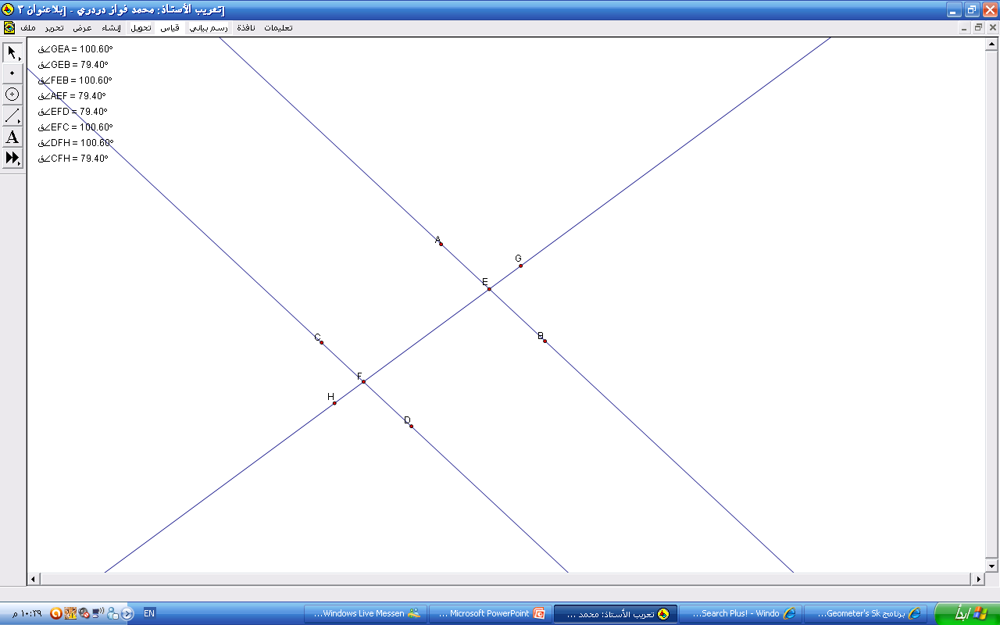 [تعريب الأستاذ: محمد فواز دردري - [بلاعنوان ٣
ملف تحرير عرض إنشاء تحويل قياس رسم بياني نافذة تعليمات
ق∠GEA = 100.60°
ق∠GEB = 79.40°
ق∠FEB = 100.60°
ق∠AEF = 79.40°
ق∠EFD = 79.40°
ق∠EFC = 100.60°
ق∠DFH = 100.60°
ق∠CFH = 79.40°
A
A
G
E
C
B
F
H
D
ابدأ
برنامج Geometer's Sk...
Search Plus! - Windo...
تعريب الأستاذ: محمد ...
Microsoft PowerPoint ...
Windows Live Messen...
EN
١٠:٣٩ م